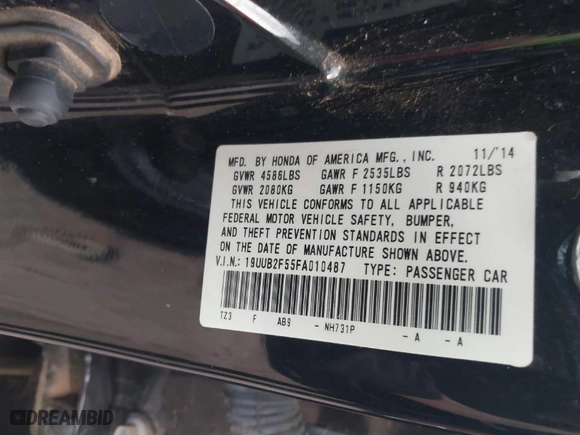 MFD. BY HONDA OF AMERICA MFG., INC. 11/'14
GVWR 4586LBS GAWR F 2535LBS R 2072LBS
GVWR 2080KG GAWR F 1150KG R 940KG
THIS VEHICLE CONFORMS TO ALL APPLICABLE
FEDERAL MOTOR VEHICLE SAFETY, BUMPER,
AND THEFT PREVENTION STANDARDS IN EFFECT
ON THE DATE OF MANUFACTURE SHOWN ABOVE.
V.I.N.: 19UUB2F55FA010487 TYPE: PASSENGER CAR
TZ3 F AB9 - NH731P - A - A
DREAMBID